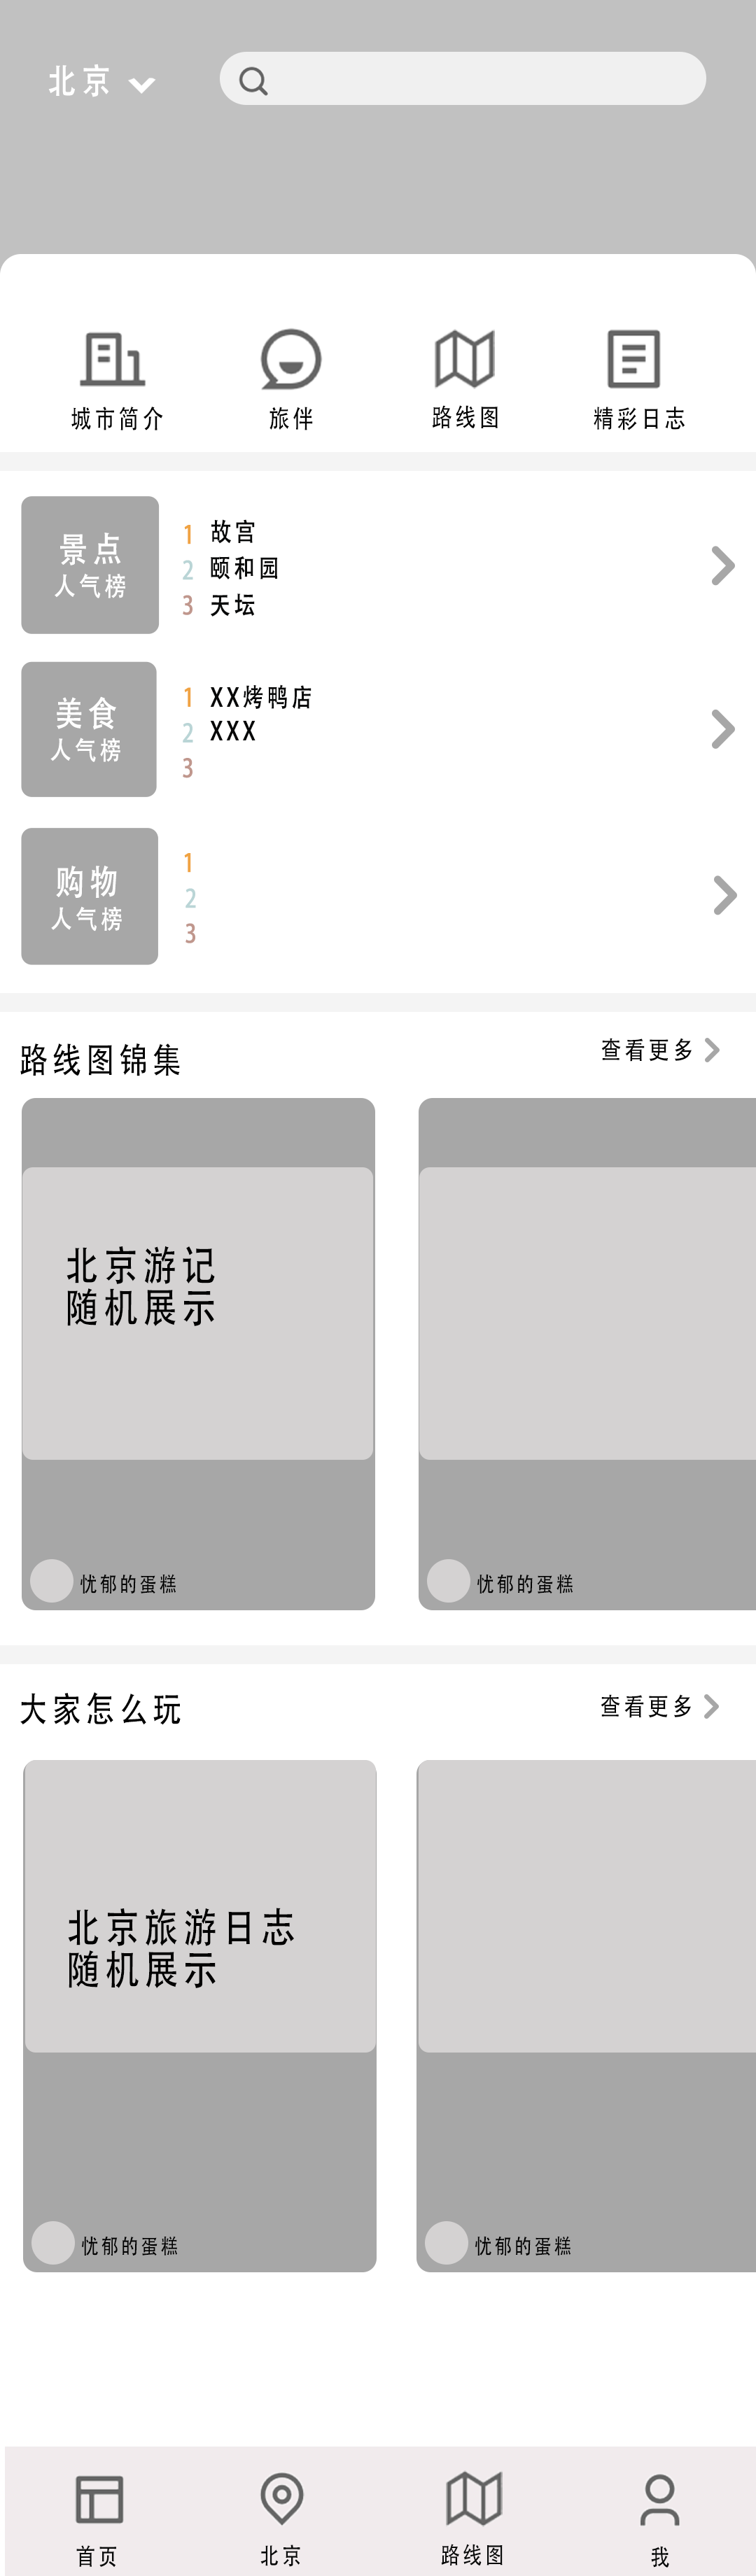 北京
城市简介
旅伴
路线图
精彩日志
景点
人气榜
1 故宫
2 颐和园
3 天坛
美食
人气榜
1 XX烤鸭店
2 XXX
3
购物
人气榜
1
2
3
路线图锦集
查看更多
北京游记
随机展示
忧郁的蛋糕
忧郁的蛋糕
大家怎么玩
查看更多
北京旅游日志
随机展示
忧郁的蛋糕
忧郁的蛋糕
首页
北京
路线图
我